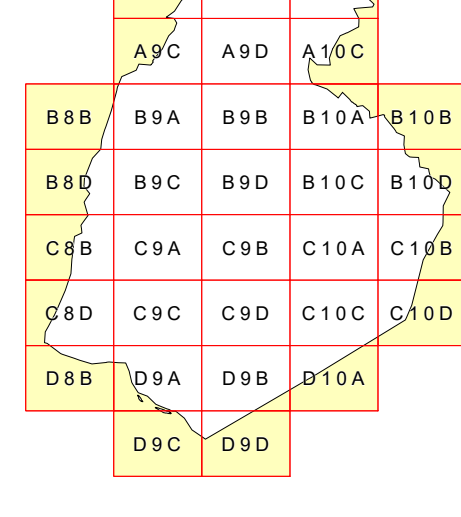 A9C A9D A10C
B8B B9A B9B B10A B10B
B8D B9C B9D B10C B10D
C8B C9A C9B C10A C10B
C8D C9C C9D C10C C10D
D8B D9A D9B D10A
D9C D9D